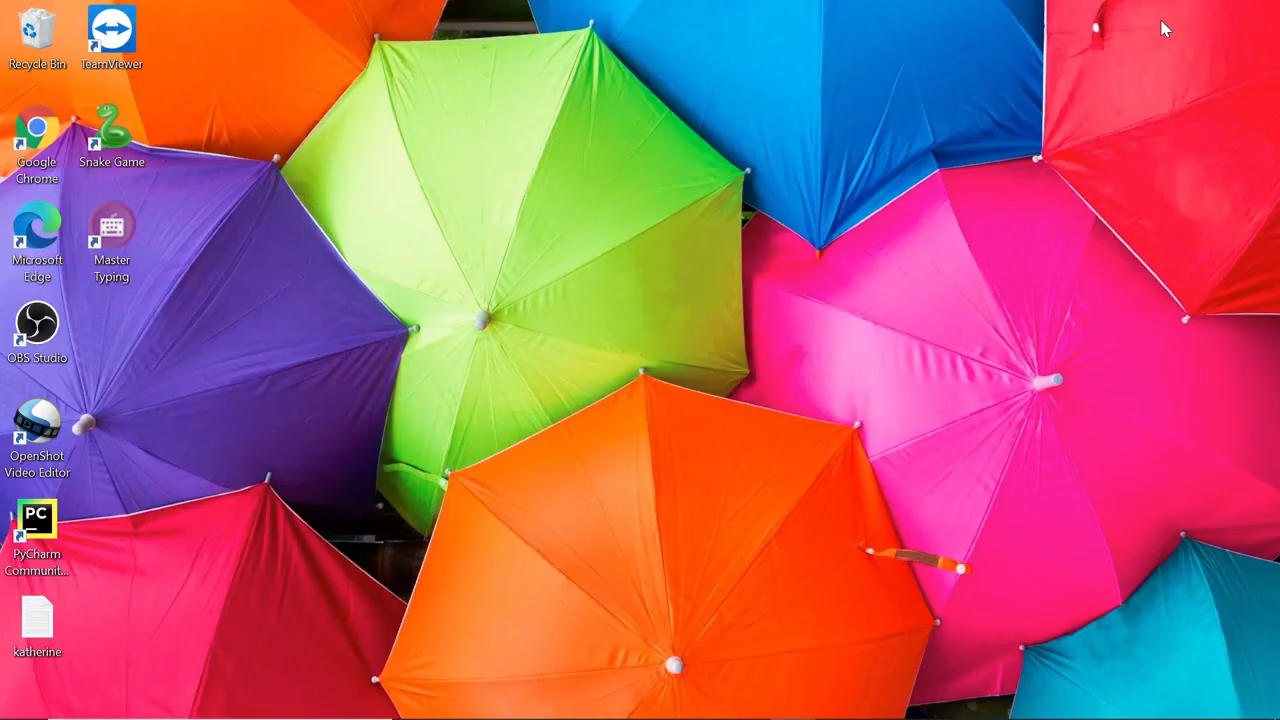 Recycle Bin
TeamViewer
Google
Chrome
Snake Game
Microsoft
Edge
Master
Typing
OBS Studio
OpenShot
Video Editor
PC
PyCharm
Communit...
katherine